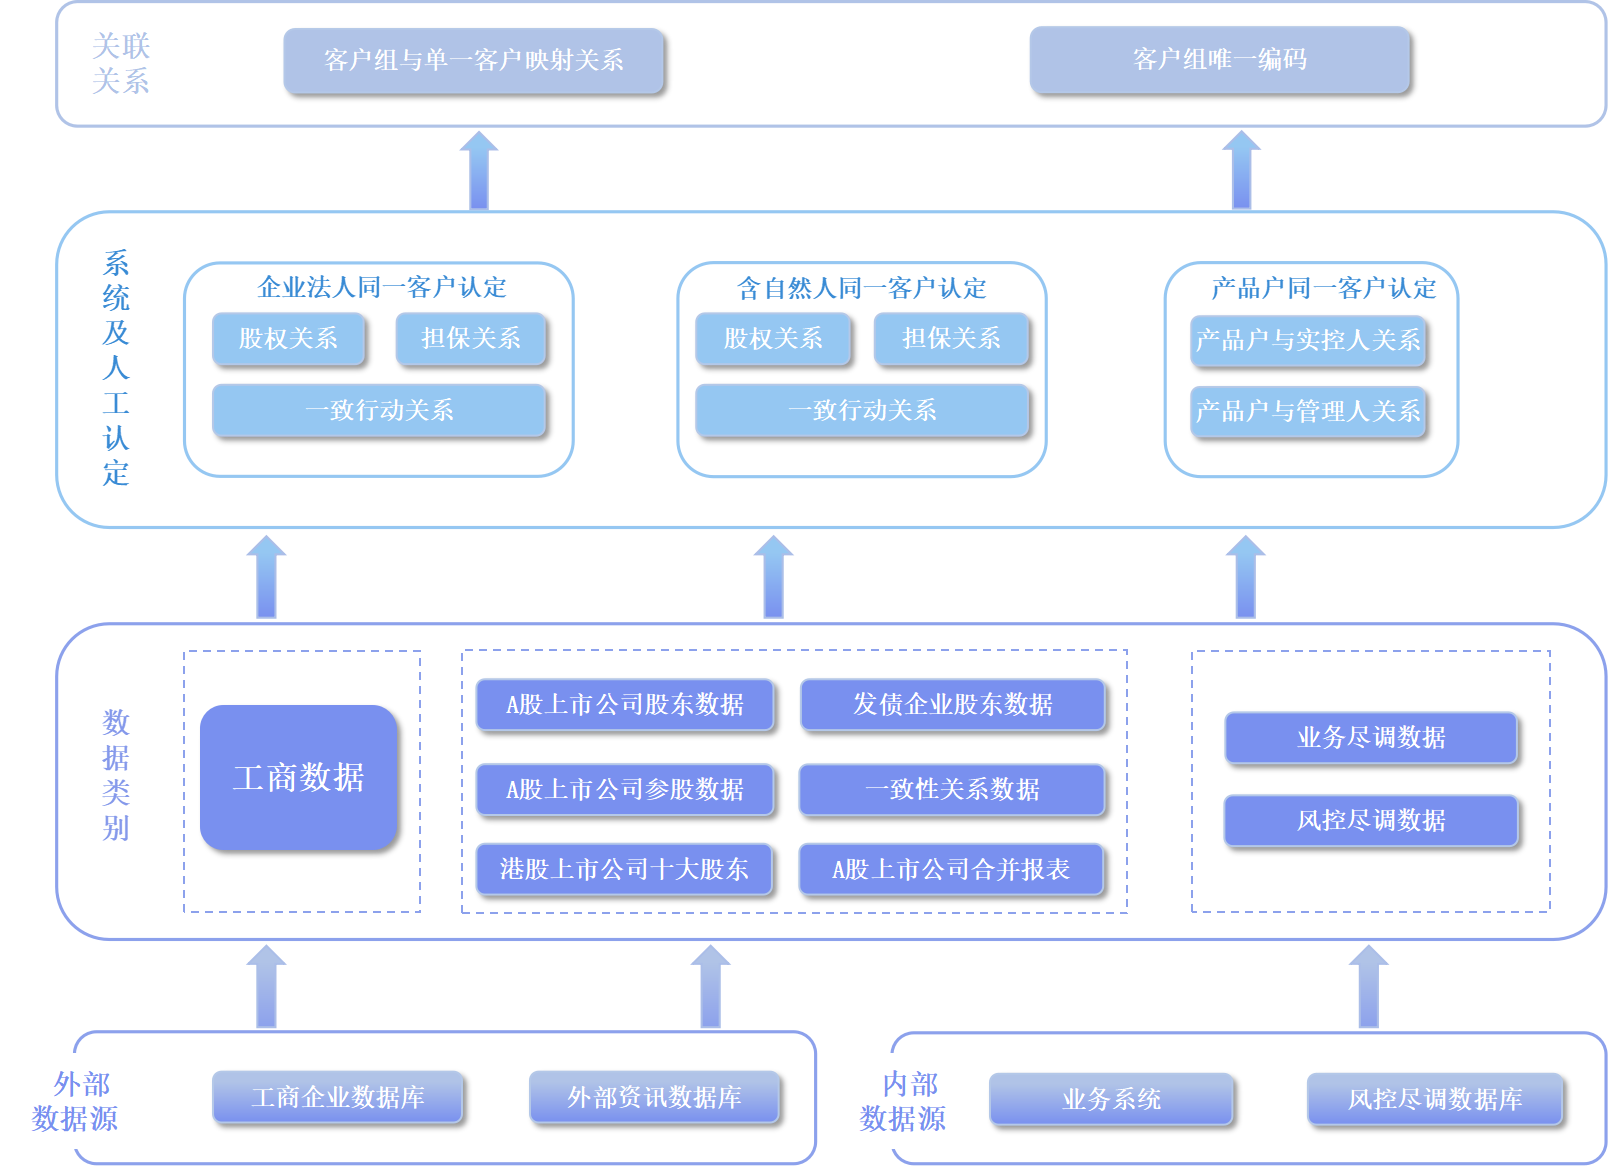 关联
关系
客户组与单一客户映射关系
客户组唯一编码
系
统
及
人
工
认
定
企业法人同一客户认定
股权关系
担保关系
一致行动关系
含自然人同一客户认定
股权关系
担保关系
一致行动关系
产品户同一客户认定
产品户与实控人关系
产品户与管理人关系
数
据
类
别
工商数据
A股上市公司股东数据
发债企业股东数据
A股上市公司参股数据
一致性关系数据
港股上市公司十大股东
A股上市公司合并报表
业务尽调数据
风控尽调数据
外部
数据源
工商企业数据库
外部资讯数据库
内部
数据源
业务系统
风控尽调数据库